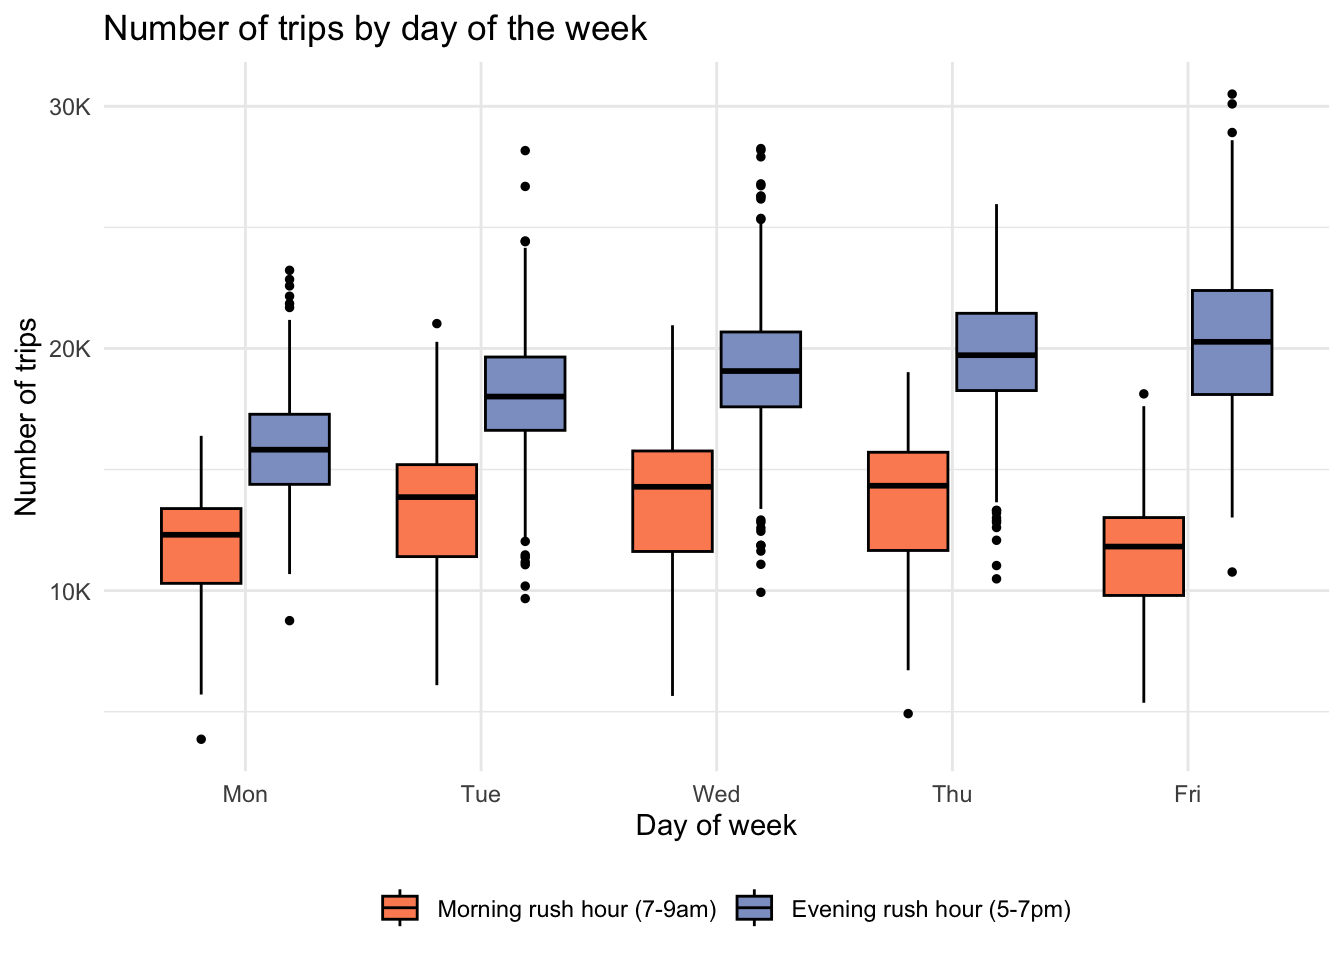 Number of trips by day of the week
Number of trips
30K
20K
10K
Mon Tue Wed Thu Fri
Day of week
Morning rush hour (7-9am) Evening rush hour (5-7pm)